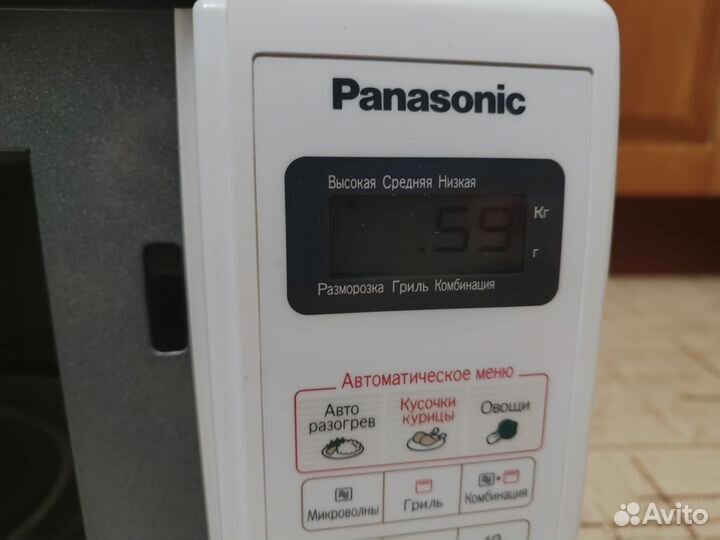 Panasonic
Высокая Средняя Низкая
.59
Кг
г
Разморозка Гриль Комбинация
Автоматическое меню
Авто разогрев
Кусочки курицы
Овощи
Микроволны
Гриль
Комбинация
Avito